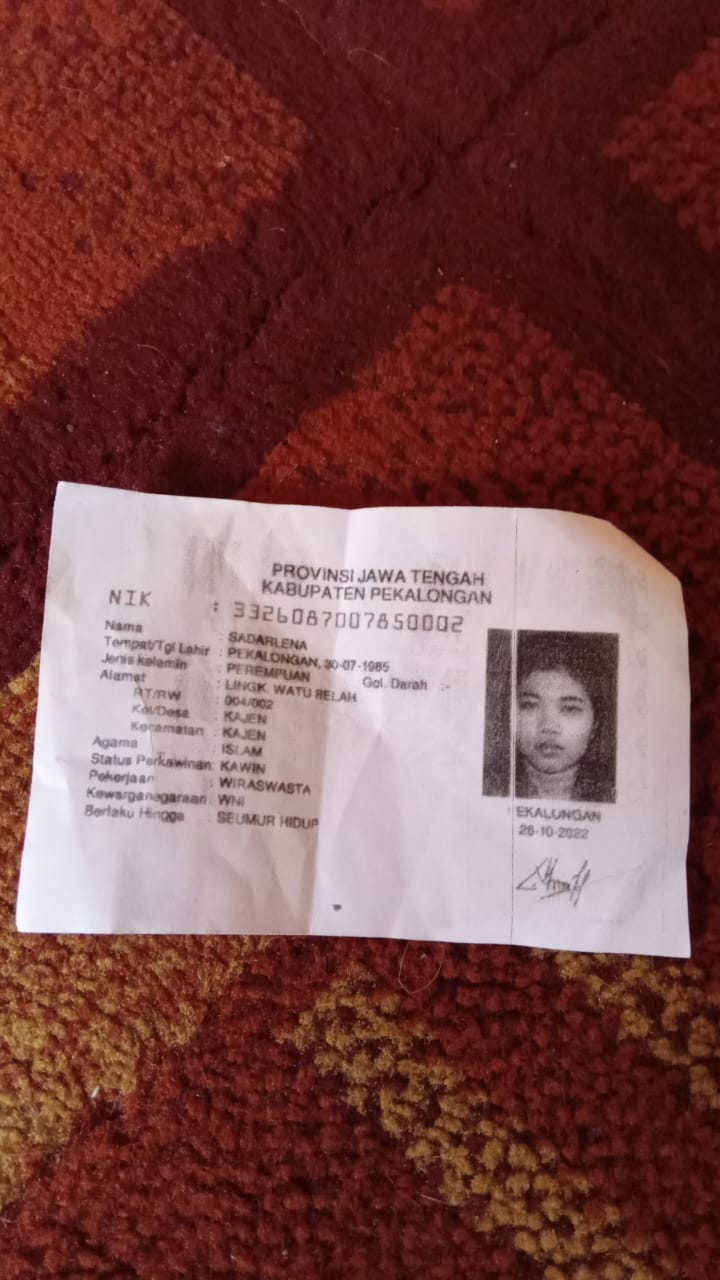 PROVINSI JAWA TENGAH
KABUPATEN PEKALONGAN
NIK : 3326087007850002
Nama : SADARLENA
Tempat/Tgl Lahir : PEKALONGAN, 30-07-1985
Jenis kelamin : PEREMPUAN Gol. Darah :-
Alamat : LINGK. WATU BELAH
RT/RW : 004/002
Kel/Desa : KAJEN
Kecamatan : KAJEN
Agama : ISLAM
Status Perkawinan: KAWIN
Pekerjaan : WIRASWASTA
Kewarganegaraan: WNI
Berlaku Hingga : SEUMUR HIDUP
EKALONGAN
26-10-2022